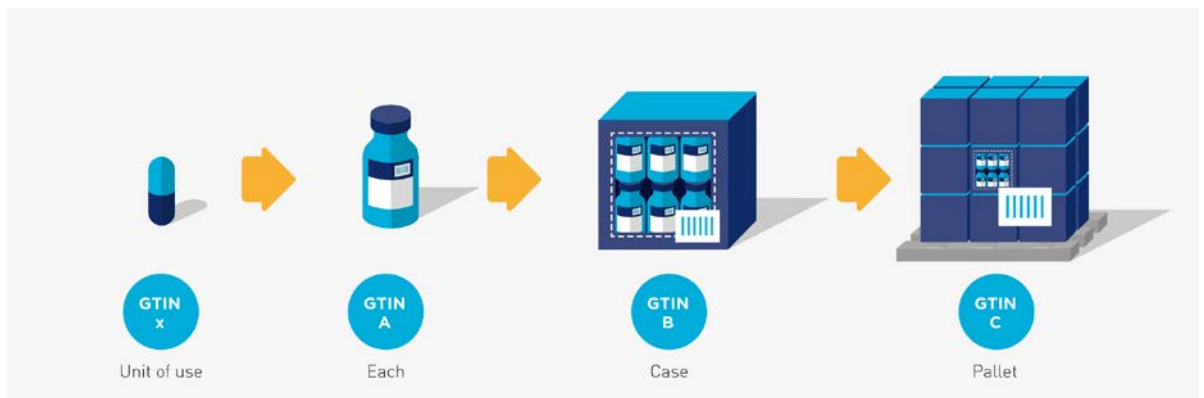 GTIN
x
Unit of use
GTIN
A
Each
GTIN
B
Case
GTIN
C
Pallet